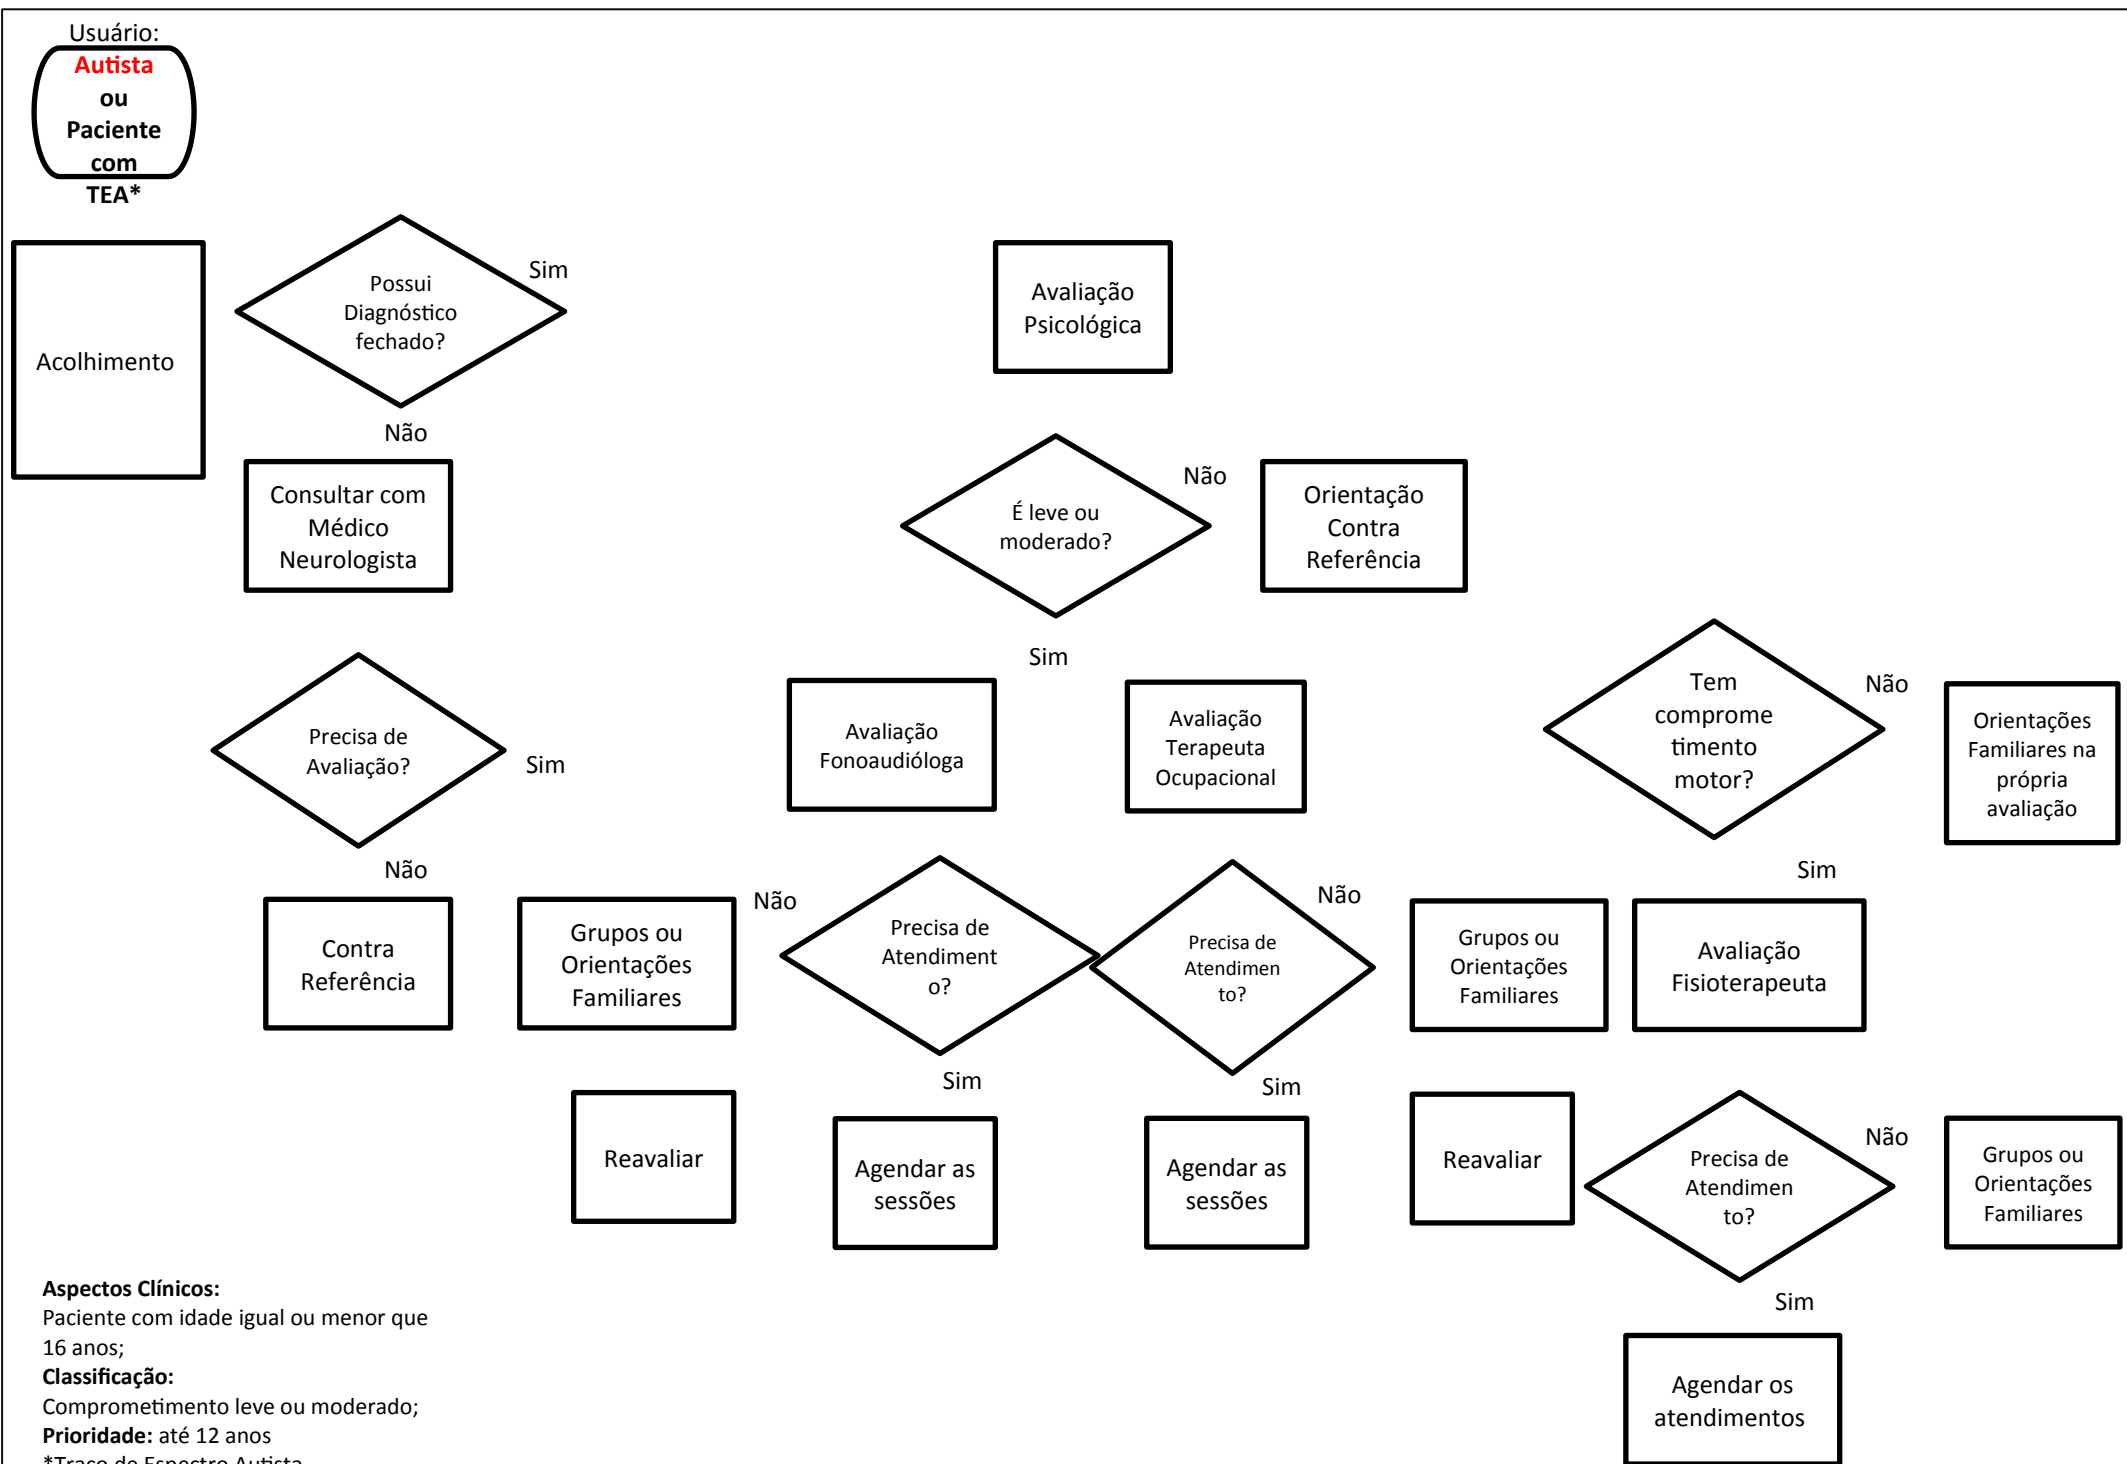 Usuário:
Autista
ou
Paciente
com
TEA*
Acolhimento
Possui
Diagnóstico
fechado?
Sim
Não
Consultar com
Médico
Neurologista
Avaliação
Psicológica
É leve ou
moderado?
Não
Sim
Orientação
Contra
Referência
Precisa de
Avaliação?
Sim
Não
Avaliação
Fonoaudióloga
Avaliação
Terapeuta
Ocupacional
Tem
comprome
timento
motor?
Não
Sim
Orientações
Familiares na
própria
avaliação
Contra
Referência
Grupos ou
Orientações
Familiares
Não
Precisa de
Atendiment
o?
Sim
Precisa de
Atendimen
to?
Não
Sim
Grupos ou
Orientações
Familiares
Avaliação
Fisioterapeuta
Reavaliar
Agendar as
sessões
Agendar as
sessões
Reavaliar
Precisa de
Atendimen
to?
Não
Sim
Grupos ou
Orientações
Familiares
Agendar os
atendimentos
Aspectos Clínicos:
Paciente com idade igual ou menor que
16 anos;
Classificação:
Comprometimento leve ou moderado;
Prioridade: até 12 anos
*Traço de Espectro Autista